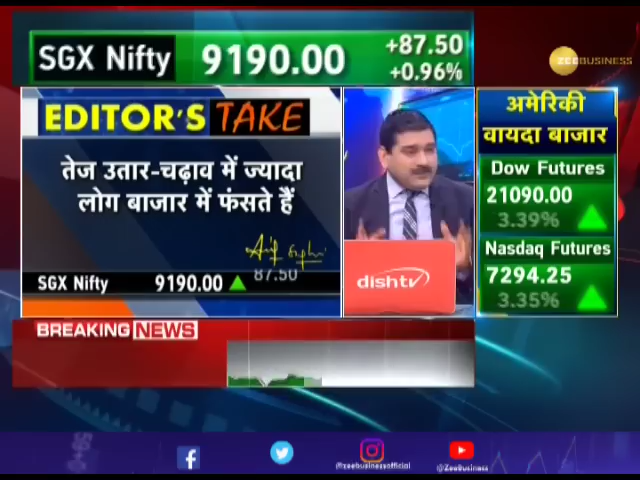 SGX Nifty 9190.00 +87.50
+0.96%
ZEEBUSINESS
EDITOR'S TAKE
तेज उतार-चढ़ाव में ज्यादा
लोग बाजार में फंसते हैं
SGX Nifty 9190.00 87.50
dishtv
अमेरिकी
वायदा बाजार
Dow Futures
21090.00
3.39%
Nasdaq Futures
7294.25
3.35%
BREAKING NEWS
@zeebusinessofficial
@ZeeBusiness